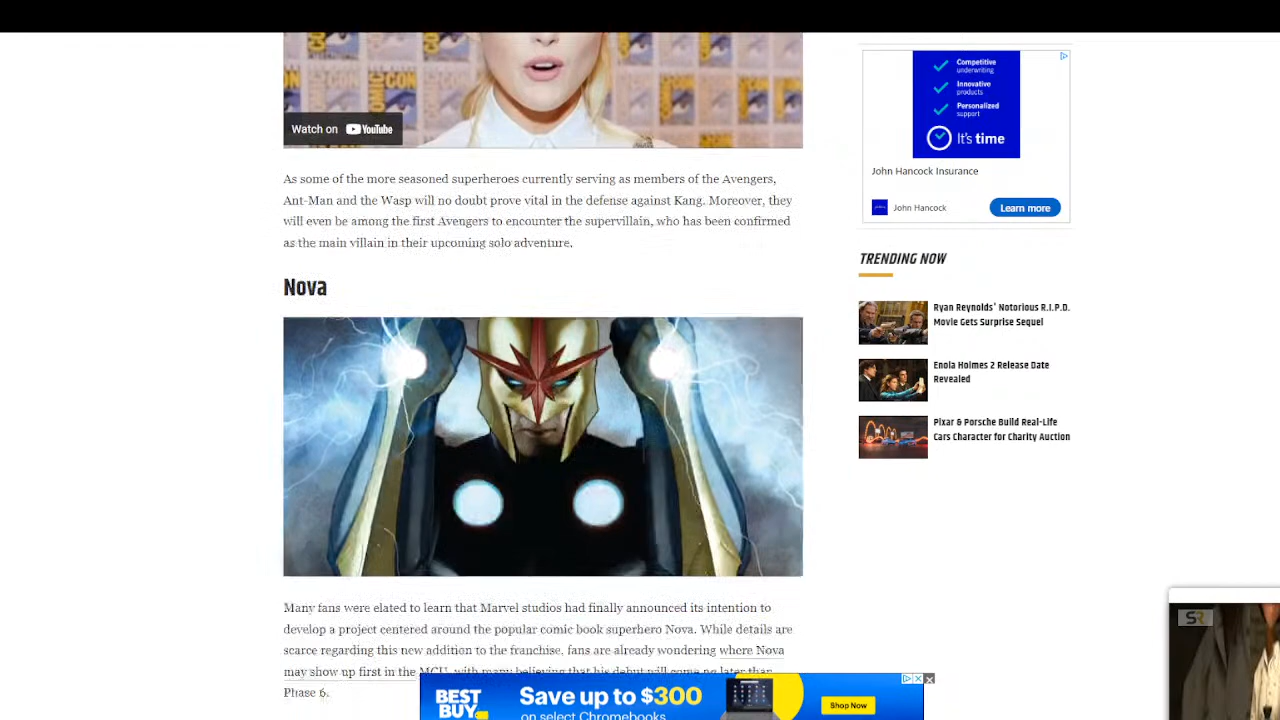 CON
CON
COMIC CON
Watch on YouTube
As some of the more seasoned superheroes currently serving as members of the Avengers,
Ant-Man and the Wasp will no doubt prove vital in the defense against Kang. Moreover, they
will even be among the first Avengers to encounter the supervillain, who has been confirmed
as the main villain in their upcoming solo adventure.
Nova
Many fans were elated to learn that Marvel studios had finally announced its intention to
develop a project centered around the popular comic book superhero Nova. While details are
scarce regarding this new addition to the franchise, fans are already wondering where Nova
may show up first in the MCU, with many believing that his debut will come no later than
Phase 6.
Competitive
underwriting
Innovative
products
Personalized
support
It's time
John Hancock Insurance
John Hancock
Learn more
TRENDING NOW
Ryan Reynolds' Notorious R.I.P.D.
Movie Gets Surprise Sequel
Enola Holmes 2 Release Date
Revealed
Pixar & Porsche Build Real-Life
Cars Character for Charity Auction
SR
BEST
BUY
Save up to $300
on select Chromebooks
Shop Now